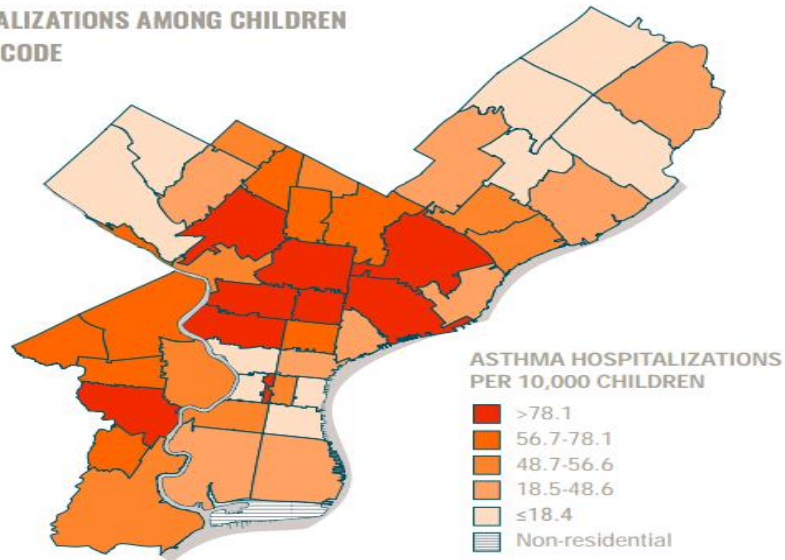 ALIZATIONS AMONG CHILDREN
CODE
ASTHMA HOSPITALIZATIONS
PER 10,000 CHILDREN
>78.1
56.7-78.1
48.7-56.6
18.5-48.6
≤18.4
Non-residential